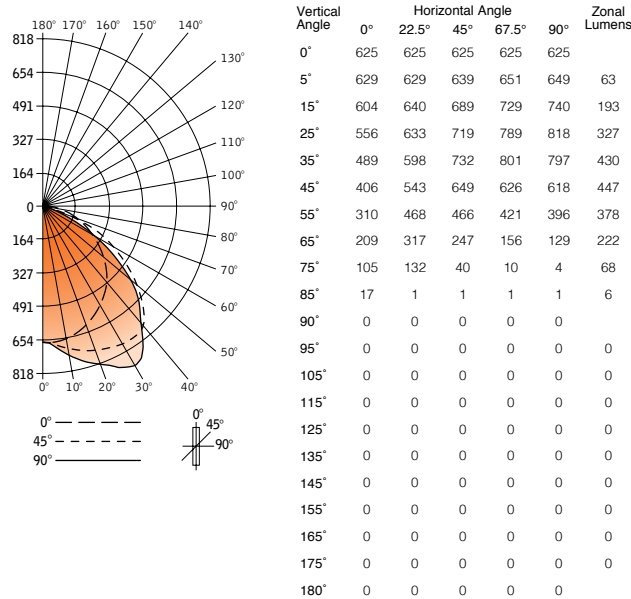 180° 170° 160° 150° 140°
130°
120°
110°
100°
90°
80°
70°
60°
50°
818
654
491
327
164
0
164
327
491
654
818
0° 10° 20° 30° 40°
0°
45°
90°
0°
45°
90°
Vertical Angle Horizontal Angle Zonal Lumens
0° 22.5° 45° 67.5° 90°
0° 625 625 625 625 625
5° 629 629 639 651 649 63
15° 604 640 689 729 740 193
25° 556 633 719 789 818 327
35° 489 598 732 801 797 430
45° 406 543 649 626 618 447
55° 310 468 466 421 396 378
65° 209 317 247 156 129 222
75° 105 132 40 10 4 68
85° 17 1 1 1 1 6
90° 0 0 0 0 0
95° 0 0 0 0 0 0
105° 0 0 0 0 0 0
115° 0 0 0 0 0 0
125° 0 0 0 0 0 0
135° 0 0 0 0 0 0
145° 0 0 0 0 0 0
155° 0 0 0 0 0 0
165° 0 0 0 0 0 0
175° 0 0 0 0 0 0
180° 0 0 0 0 0